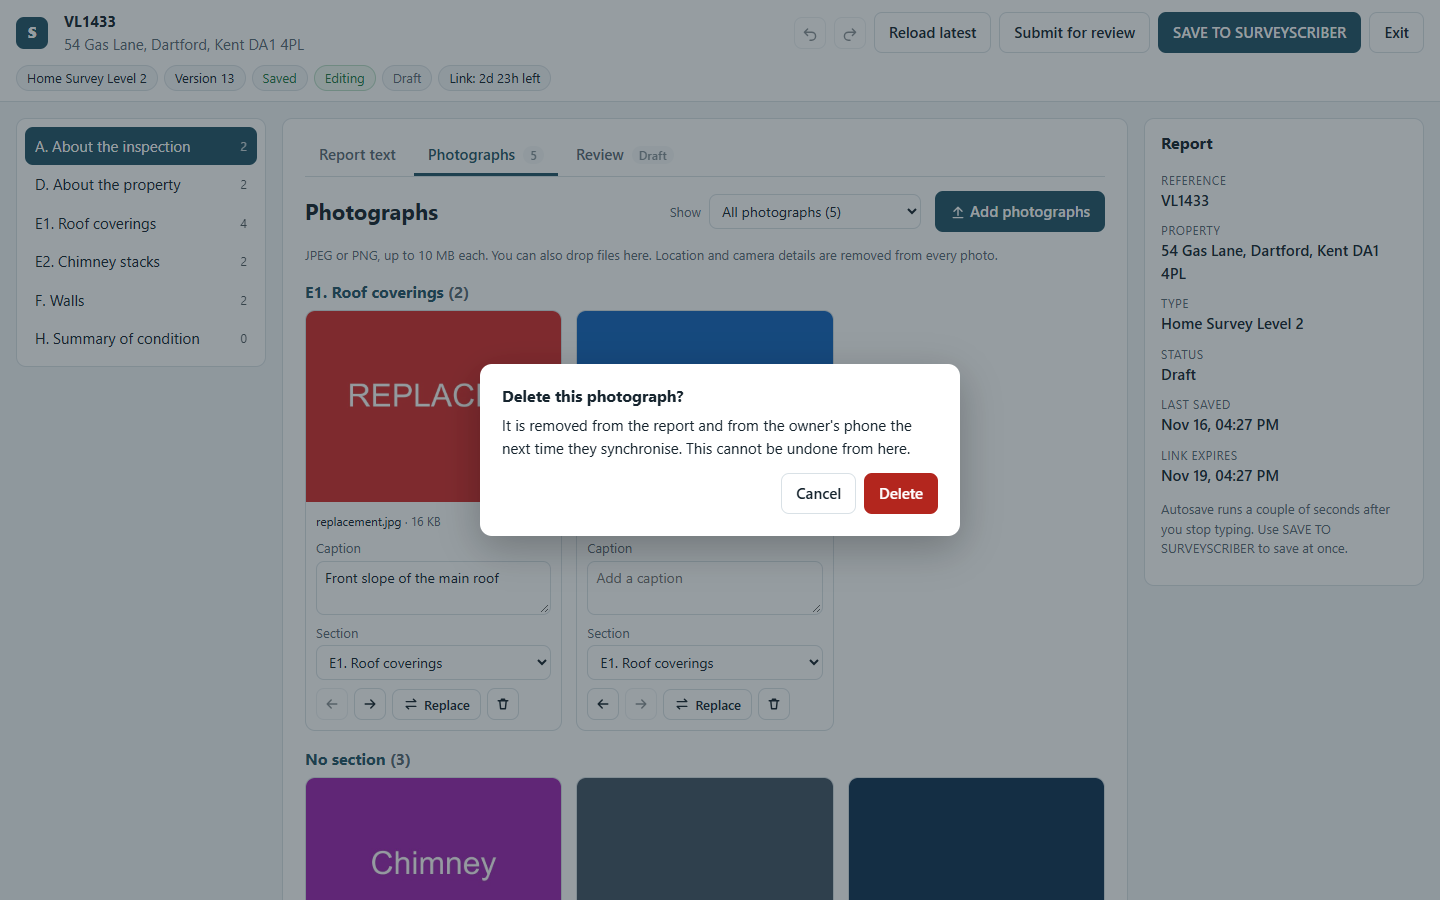 S
VL1433
54 Gas Lane, Dartford, Kent DA1 4PL
Reload latest
Submit for review
SAVE TO SURVEYSCRIBER
Exit
Home Survey Level 2
Version 13
Saved
Editing
Draft
Link: 2d 23h left
A. About the inspection 2
D. About the property 2
E1. Roof coverings 4
E2. Chimney stacks 2
F. Walls 2
H. Summary of condition 0
Report text
Photographs 5
Review Draft
Photographs
Show
All photographs (5)
Add photographs
JPEG or PNG, up to 10 MB each. You can also drop files here. Location and camera details are removed from every photo.
E1. Roof coverings (2)
Delete this photograph?
It is removed from the report and from the owner's phone the
next time they synchronise. This cannot be undone from here.
Cancel
Delete
replacement.jpg · 16 KB
Caption
Front slope of the main roof
Section
E1. Roof coverings
Replace
Caption
Add a caption
Section
E1. Roof coverings
Replace
No section (3)
Chimney
Report
REFERENCE
VL1433
PROPERTY
54 Gas Lane, Dartford, Kent DA1
4PL
TYPE
Home Survey Level 2
STATUS
Draft
LAST SAVED
Nov 16, 04:27 PM
LINK EXPIRES
Nov 19, 04:27 PM
Autosave runs a couple of seconds after
you stop typing. Use SAVE TO
SURVEYSCRIBER to save at once.